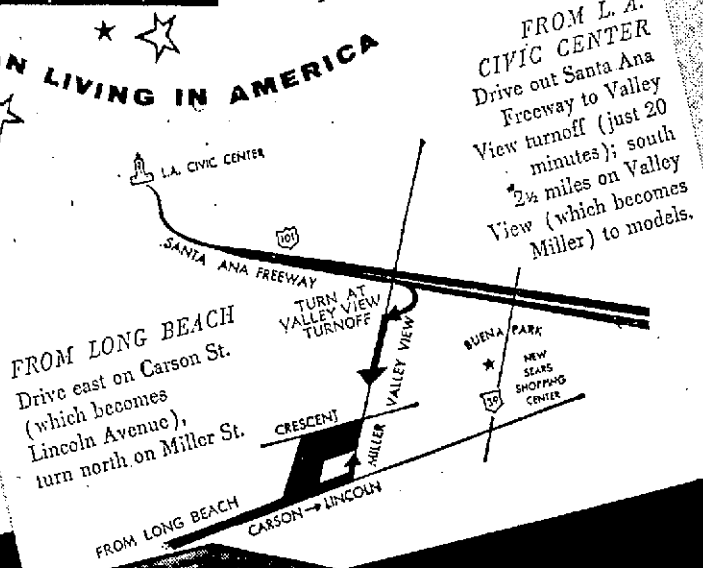 N LIVING IN AMERICA
FROM L. A.
CIVIC CENTER
Drive out Santa Ana
Freeway to Valley
View turnoff (just 20
minutes); south
2½ miles on Valley
View (which becomes
Miller) to models.
L.A. CIVIC CENTER
101
SANTA ANA FREEWAY
TURN AT
VALLEY VIEW
TURNOFF
FROM LONG BEACH
Drive east on Carson St.
(which becomes
Lincoln Avenue),
turn north on Miller St.
VALLEY VIEW
MILLER
BUENA PARK
NEW
SEARS
SHOPPING
CENTER
39
CRESCENT
FROM LONG BEACH
CARSON → LINCOLN